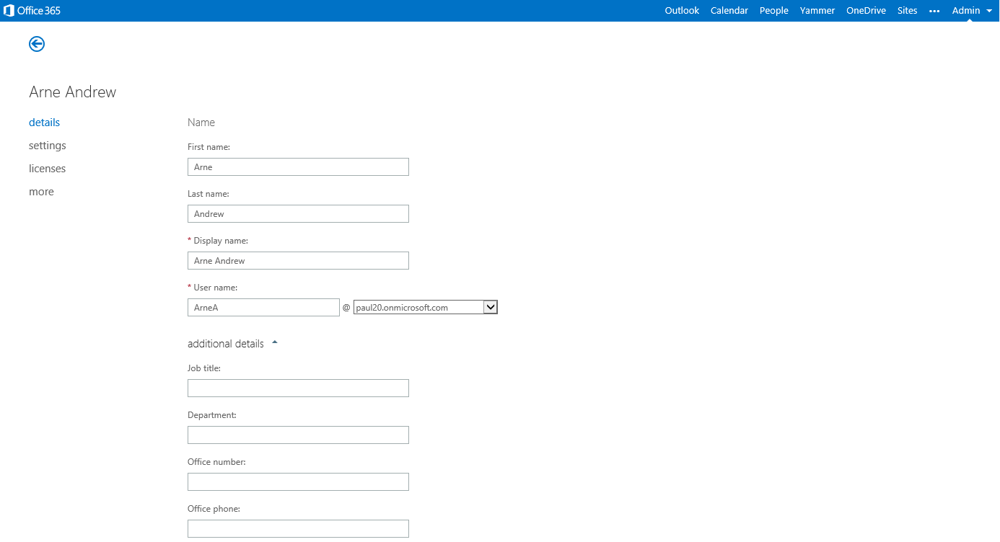 Office 365
Outlook Calendar People Yammer OneDrive Sites ••• Admin
Arne Andrew
details
settings
licenses
more
Name
First name:
Arne
Last name:
Andrew
* Display name:
Arne Andrew
* User name:
ArneA @ paul20.onmicrosoft.com
additional details
Job title:
Department:
Office number:
Office phone: